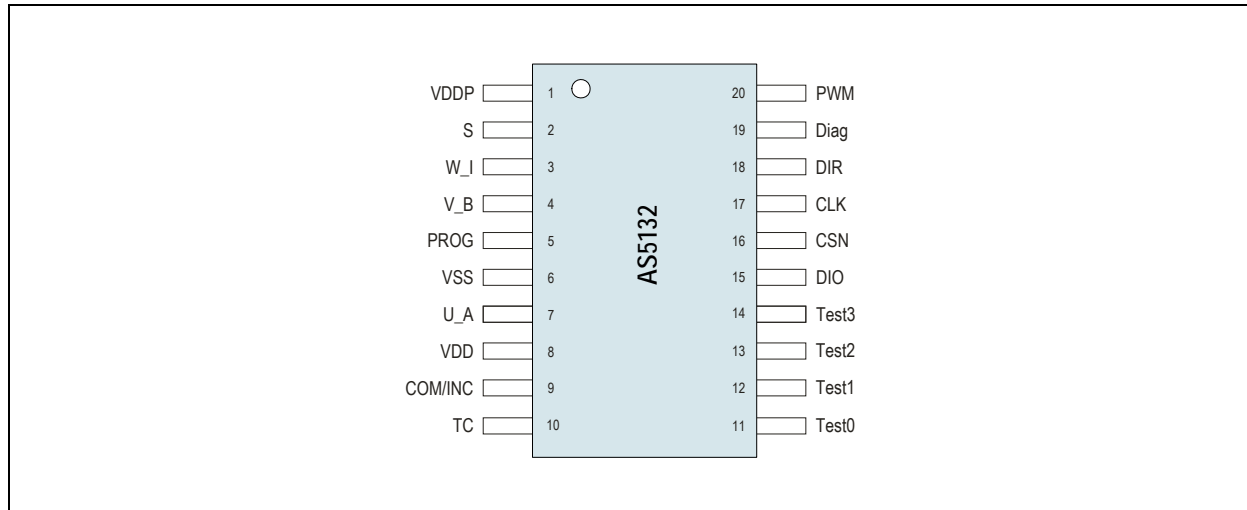 VDDP 1 20 PWM
S 2 19 Diag
W_I 3 18 DIR
V_B 4 17 CLK
PROG 5 16 CSN
VSS 6 15 DIO
U_A 7 14 Test3
VDD 8 13 Test2
COM/INC 9 12 Test1
TC 10 11 Test0
AS5132